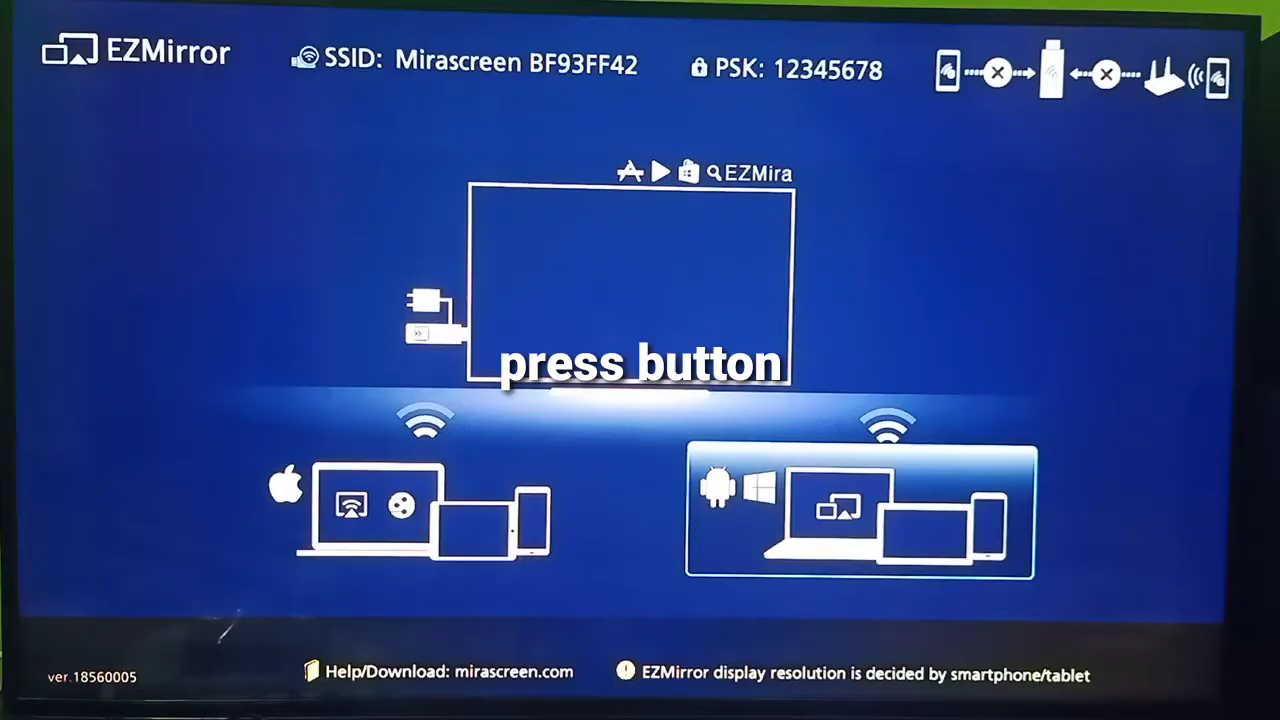 EZMirror
SSID: Mirascreen BF93FF42
PSK: 12345678
EZMira
press button
ver.18560005
Help/Download: mirascreen.com
EZMirror display resolution is decided by smartphone/tablet